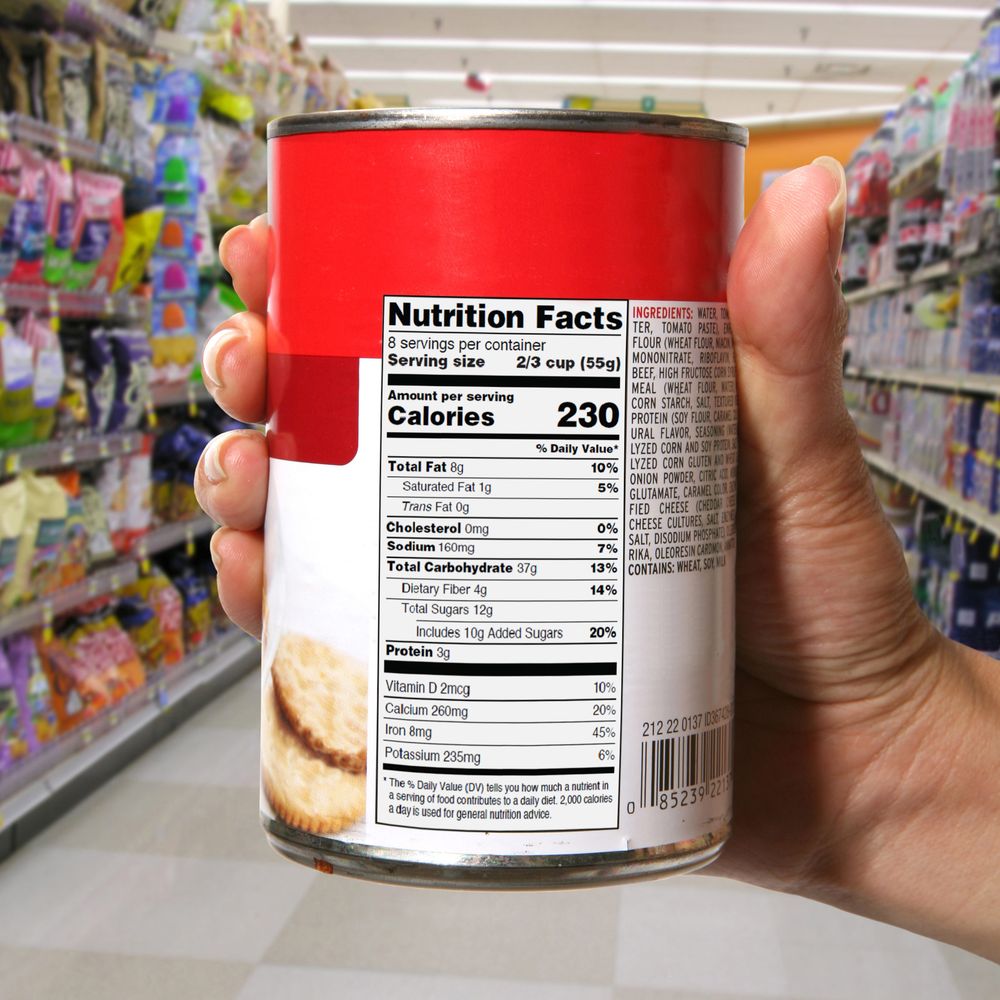 Nutrition Facts
8 servings per container
Serving size 2/3 cup (55g)
Amount per serving
Calories 230
% Daily Value*
Total Fat 8g 10%
Saturated Fat 1g 5%
Trans Fat 0g
Cholesterol 0mg 0%
Sodium 160mg 7%
Total Carbohydrate 37g 13%
Dietary Fiber 4g 14%
Total Sugars 12g
Includes 10g Added Sugars 20%
Protein 3g
Vitamin D 2mcg 10%
Calcium 260mg 20%
Iron 8mg 45%
Potassium 235mg 6%
* The % Daily Value (DV) tells you how much a nutrient in
a serving of food contributes to a daily diet. 2,000 calories
a day is used for general nutrition advice.
INGREDIENTS: WATER,
TER, TOMATO PASTE),
FLOUR (WHEAT FLOUR,
MONONITRATE, RIBOFLAVIN,
BEEF, HIGH FRUCTOSE CORN
MEAL (WHEAT FLOUR, WATER
CORN STARCH, SALT, TEXTURED
PROTEIN (SOY FLOUR, CARAMEL
URAL FLAVOR, SEASONING
LYZED CORN AND SOY PROTEIN,
LYZED CORN GLUTEN AND
ONION POWDER, CITRIC ACID,
GLUTAMATE, CARAMEL COLOR,
FIED CHEESE (CHEDDAR
CHEESE CULTURES, SALT,
SALT, DISODIUM PHOSPHATE),
RIKA, OLEORESIN
CONTAINS: WHEAT, SOY, MILK
212 22 0137
0 85239